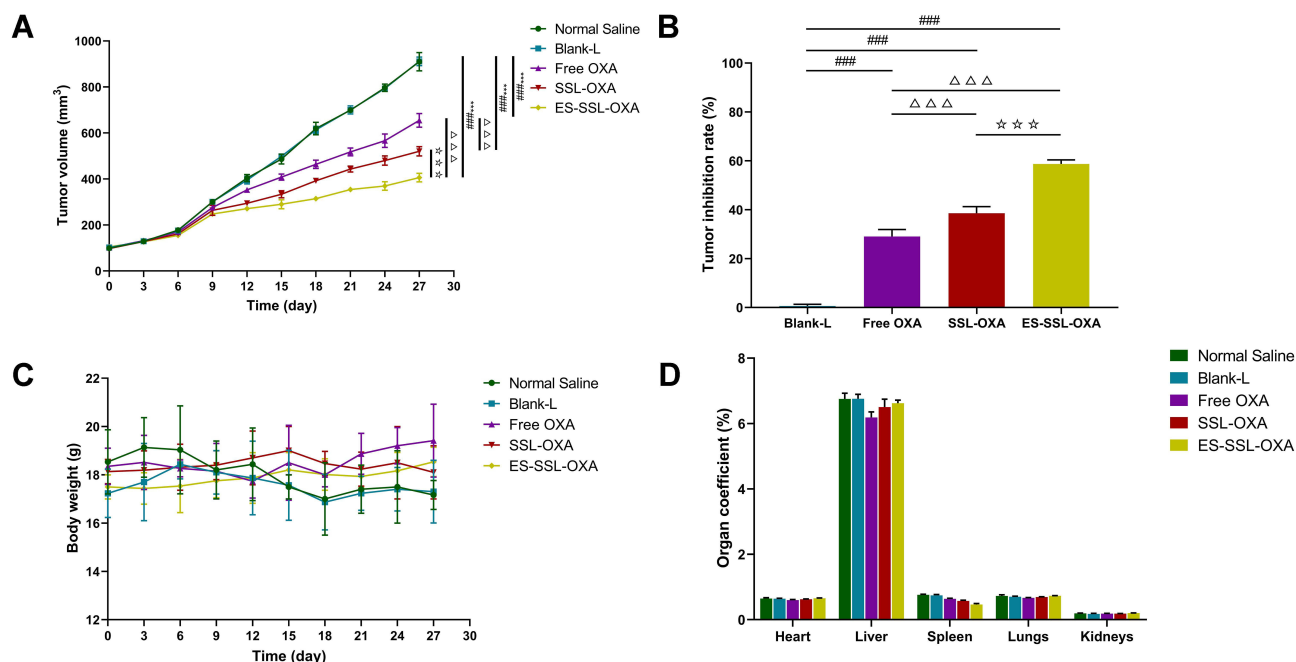 A
Tumor volume (mm³)
1000
800
600
400
200
0
0 3 6 9 12 15 18 21 24 27 30
Time (day)
Normal Saline
Blank-L
Free OXA
SSL-OXA
ES-SSL-OXA
☆☆☆
△△△
###***
△△△
###***
###***
B
Tumor inhibition rate (%)
100
80
60
40
20
0
###
###
###
△△△
△△△
☆☆☆
Blank-L Free OXA SSL-OXA ES-SSL-OXA
C
Body weight (g)
22
20
18
16
14
12
0 3 6 9 12 15 18 21 24 27 30
Time (day)
Normal Saline
Blank-L
Free OXA
SSL-OXA
ES-SSL-OXA
D
Organ coefficient (%)
8
6
4
2
0
Heart Liver Spleen Lungs Kidneys
Normal Saline
Blank-L
Free OXA
SSL-OXA
ES-SSL-OXA